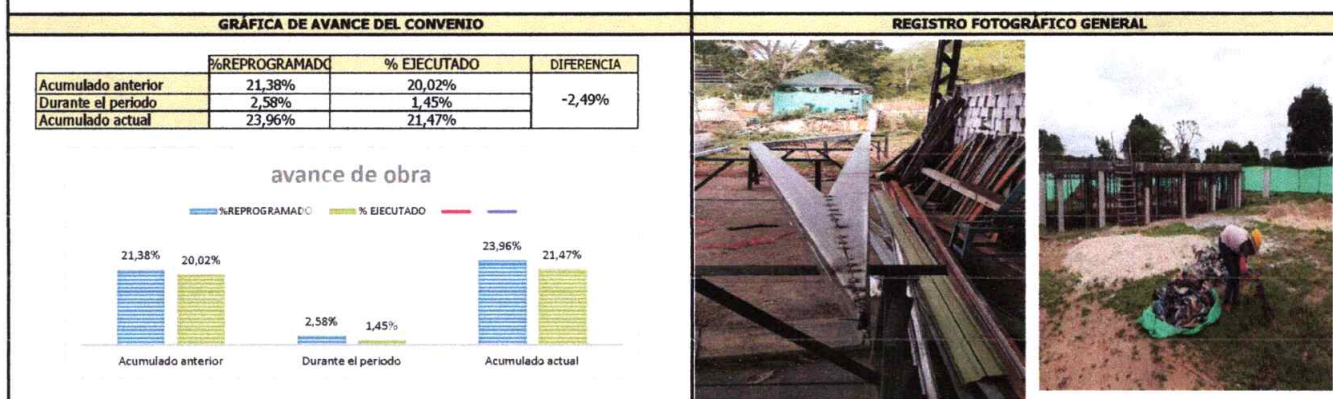 GRÁFICA DE AVANCE DEL CONVENIO
REGISTRO FOTOGRÁFICO GENERAL
%REPROGRAMADO % EJECUTADO DIFERENCIA
Acumulado anterior 21,38% 20,02%
Durante el periodo 2,58% 1,45% -2,49%
Acumulado actual 23,96% 21,47%
avance de obra
%REPROGRAMADO % EJECUTADO
21,38% 20,02% 2,58% 1,45% 23,96% 21,47%
Acumulado anterior Durante el periodo Acumulado actual